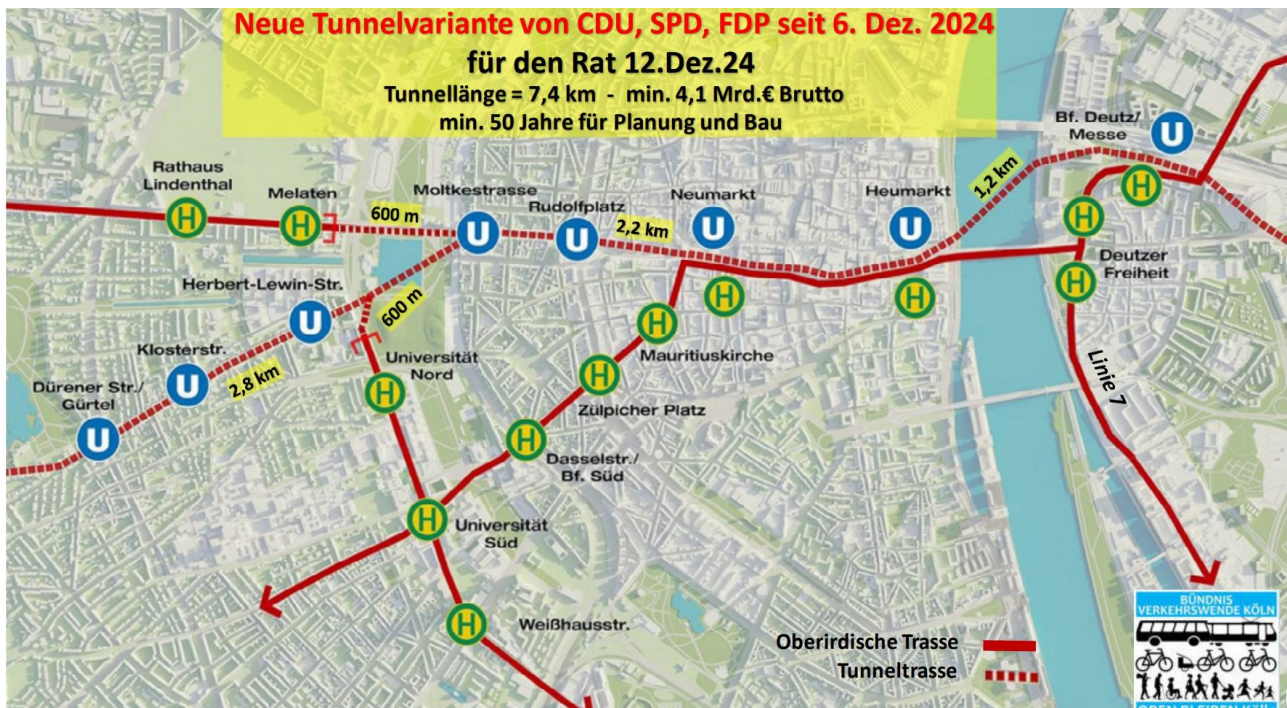 Neue Tunnelvariante von CDU, SPD, FDP seit 6. Dez. 2024
für den Rat 12.Dez.24
Tunnellänge = 7,4 km - min. 4,1 Mrd.€ Brutto
min. 50 Jahre für Planung und Bau
Bf. Deutz/
Messe
U
Rathaus
Lindenthal
H
Melaten
H
600 m
Moltkestrasse
U
Rudolfplatz
U
2,2 km
Neumarkt
U
Heumarkt
U
1,2 km
H
H
Deutzer
Freiheit
H
Herbert-Lewin-Str.
U
600 m
H
H
Klosterstr.
U
2,8 km
Universität
Nord
H
H
Mauritiuskirche
Dürener Str./
Gürtel
U
H
Zülpicher Platz
Linie 7
H
Dasselstr./
Bf. Süd
H
Universität
Süd
H
Weißhausstr.
Oberirdische Trasse
Tunneltrasse
BÜNDNIS
VERKEHRSWENDE KÖLN
OBEN BLEIBEN KÖLN